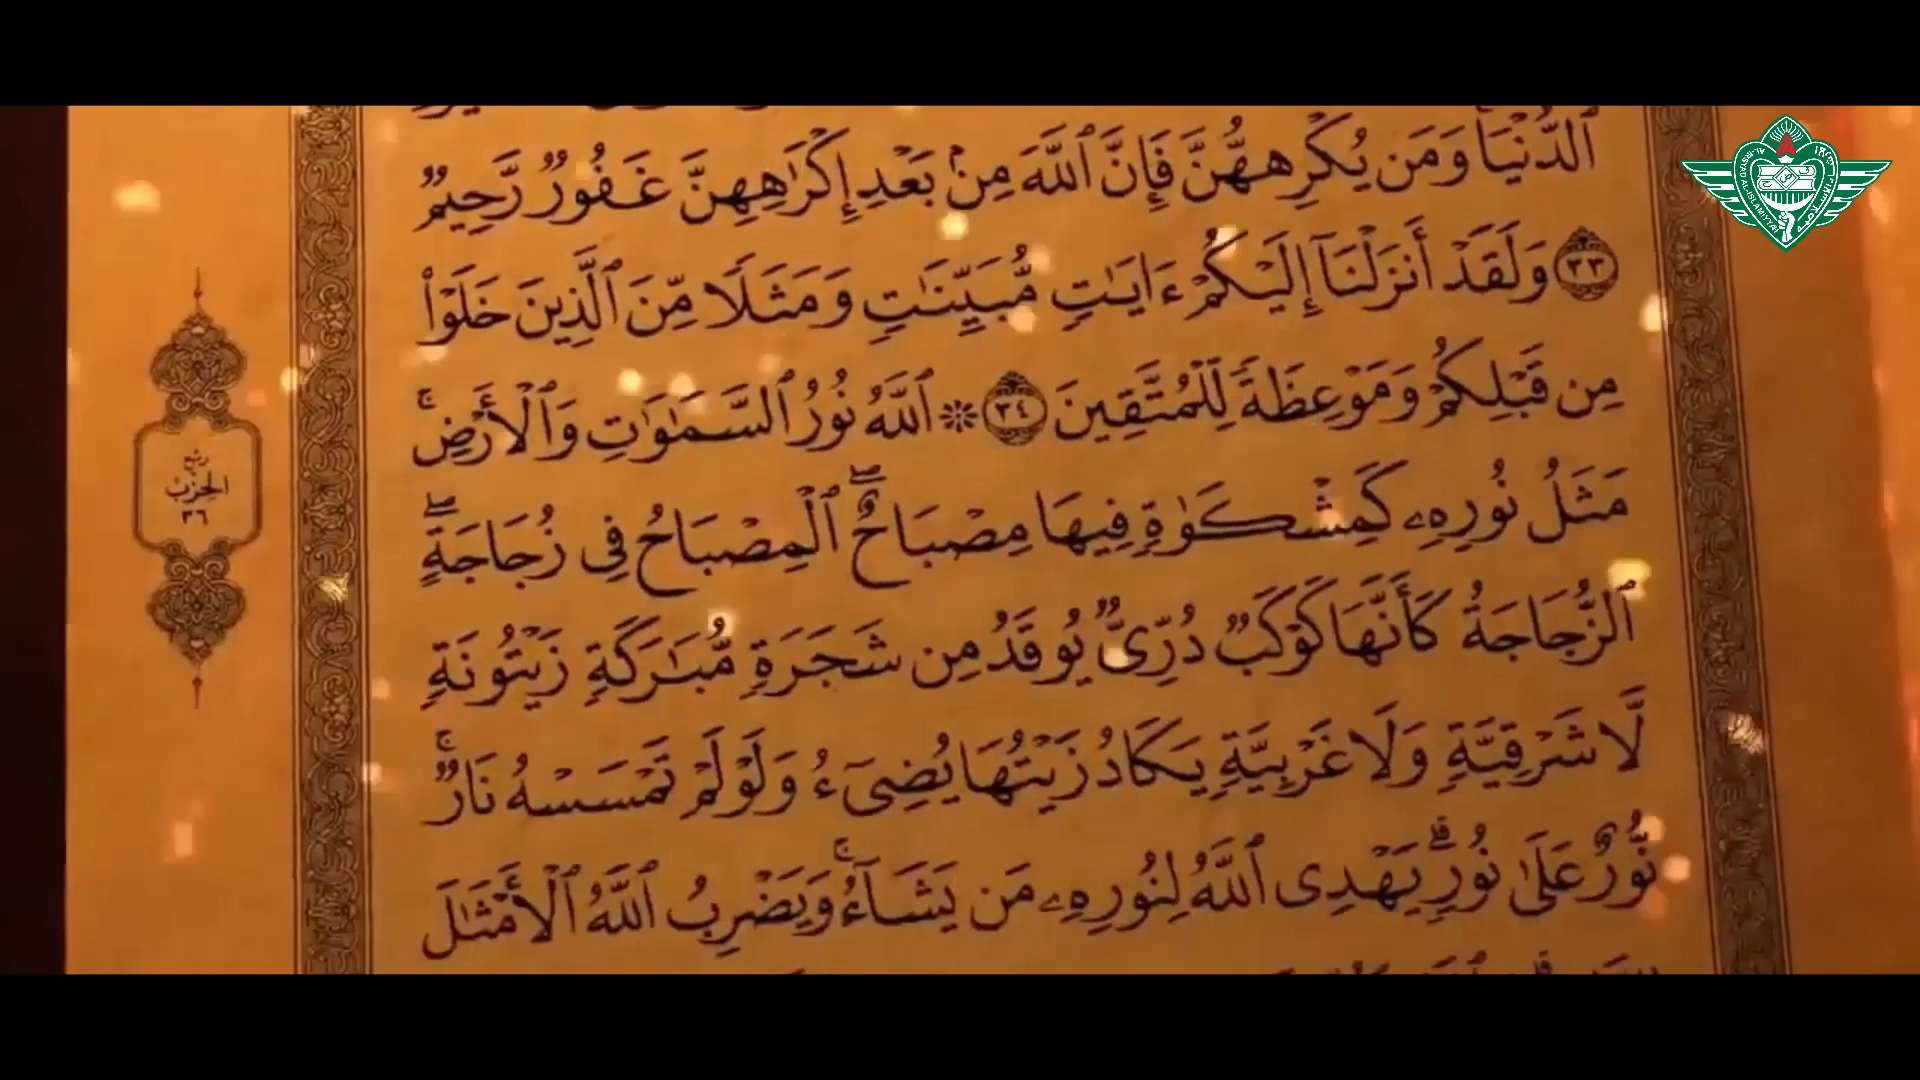 ٱلدُّنْيَا ۚ وَمَن يُكْرِههُّنَّ فَإِنَّ ٱللَّهَ مِنۢ بَعْدِ إِكْرَٰهِهِنَّ غَفُورٌ رَّحِيمٌ
٣٣ وَلَقَدْ أَنزَلْنَآ إِلَيْكُمْ ءَايَٰتٍ مُّبَيِّنَٰتٍ وَمَثَلًا مِّنَ ٱلَّذِينَ خَلَوْا۟
مِن قَبْلِكُمْ وَمَوْعِظَةً لِّلْمُتَّقِينَ ٣٤ ۞ ٱللَّهُ نُورُ ٱلسَّمَٰوَٰتِ وَٱلْأَرْضِ ۚ
مَثَلُ نُورِهِۦ كَمِشْكَوٰةٍ فِيهَا مِصْبَاحٌ ۖ ٱلْمِصْبَاحُ فِى زُجَاجَةٍ ۖ
ٱلزُّجَاجَةُ كَأَنَّهَا كَوْكَبٌ دُرِّىٌّ يُوقَدُ مِن شَجَرَةٍ مُّبَٰرَكَةٍ زَيْتُونَةٍ
لَّا شَرْقِيَّةٍ وَلَا غَرْبِيَّةٍ يَكَادُ زَيْتُهَا يُضِىٓءُ وَلَوْ لَمْ تَمْسَسْهُ نَارٌ ۚ
نُّورٌ عَلَىٰ نُورٍ ۗ يَهْدِى ٱللَّهُ لِنُورِهِۦ مَن يَشَآءُ ۚ وَيَضْرِبُ ٱللَّهُ ٱلْأَمْثَٰلَ
ربع
الحزب
٣٦